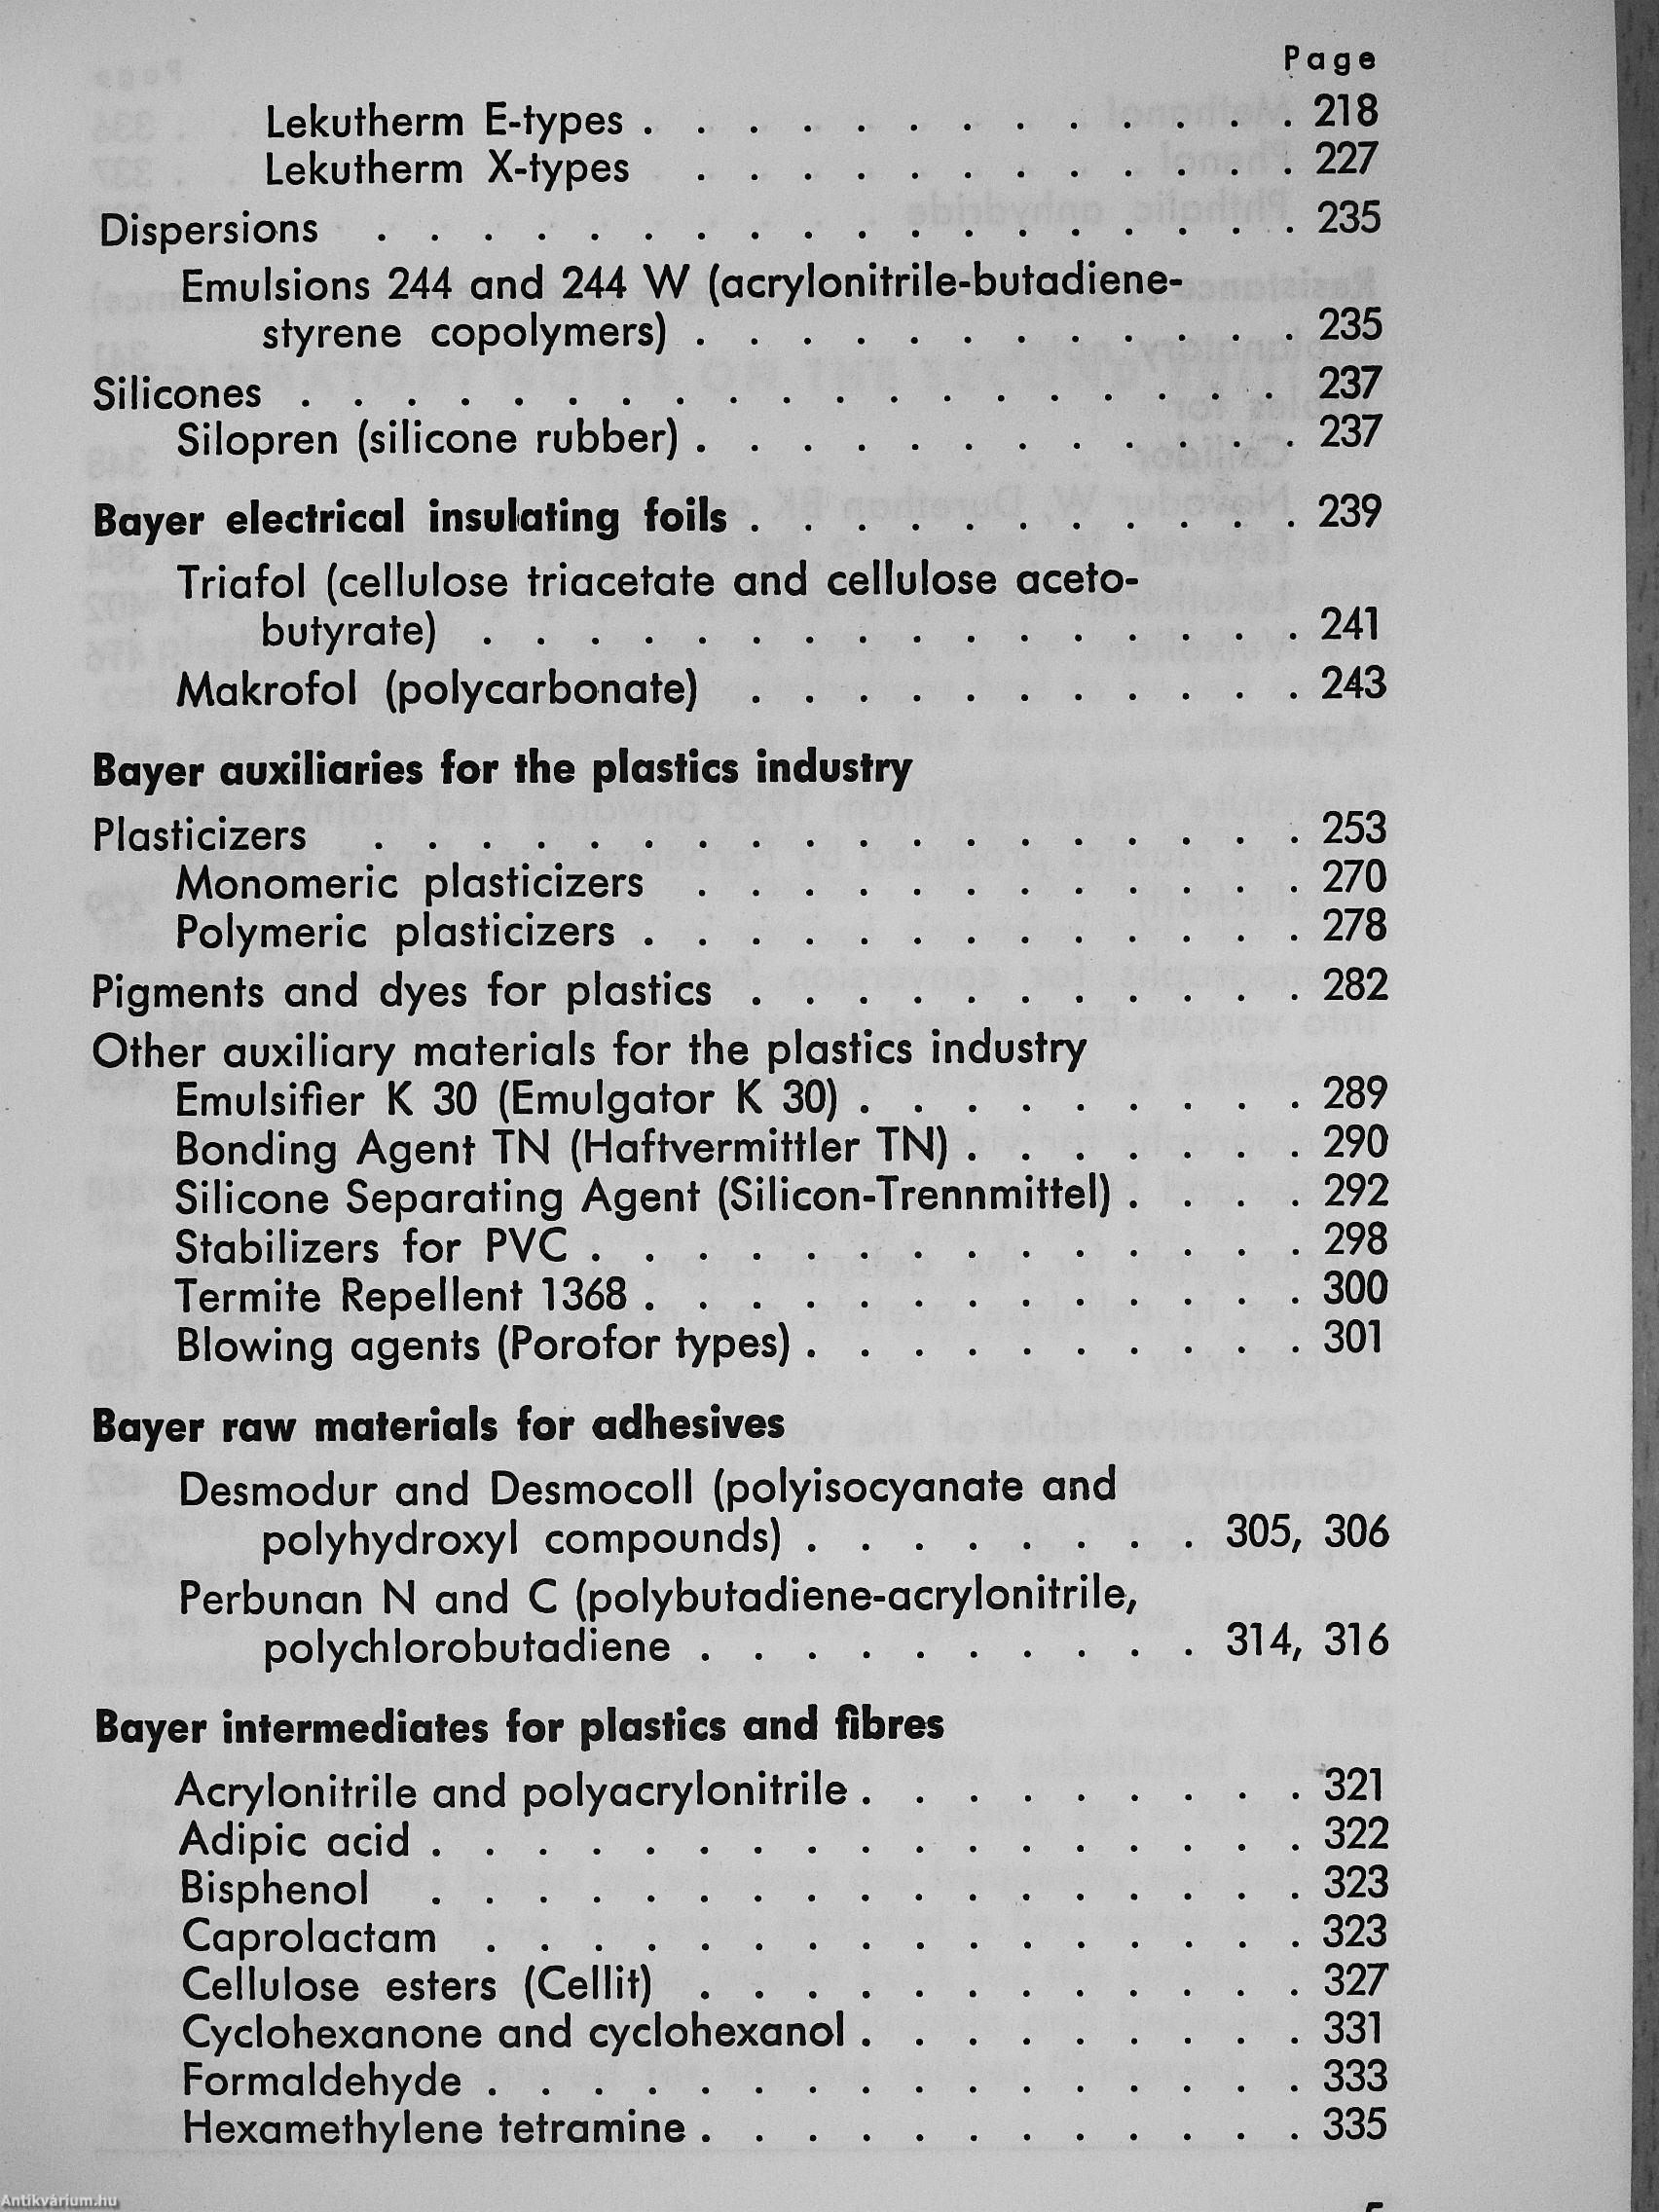 Page
Lekutherm E-types . . . . . . . . . . . . . 218
Lekutherm X-types . . . . . . . . . . . . 227
Dispersions . . . . . . . . . . . . . . . . . . 235
Emulsions 244 and 244 W (acrylonitrile-butadiene-
styrene copolymers) . . . . . . . . . . . . 235
Silicones . . . . . . . . . . . . . . . . . . . 237
Silopren (silicone rubber) . . . . . . . . . . . . 237
Bayer electrical insulating foils . . . . . . . . . . . 239
Triafol (cellulose triacetate and cellulose aceto-
butyrate) . . . . . . . . . . . . . . . . 241
Makrofol (polycarbonate) . . . . . . . . . . . 243
Bayer auxiliaries for the plastics industry
Plasticizers . . . . . . . . . . . . . . . . . . 253
Monomeric plasticizers . . . . . . . . . . . . 270
Polymeric plasticizers . . . . . . . . . . . . . 278
Pigments and dyes for plastics . . . . . . . . . . . 282
Other auxiliary materials for the plastics industry
Emulsifier K 30 (Emulgator K 30) . . . . . . . . . 289
Bonding Agent TN (Haftvermittler TN) . . . . . . . 290
Silicone Separating Agent (Silicon-Trennmittel) . . . . 292
Stabilizers for PVC . . . . . . . . . . . . . . 298
Termite Repellent 1368 . . . . . . . . . . . . . 300
Blowing agents (Porofor types) . . . . . . . . . . 301
Bayer raw materials for adhesives
Desmodur and Desmocoll (polyisocyanate and
polyhydroxyl compounds) . . . . . . . . 305, 306
Perbunan N and C (polybutadiene-acrylonitrile,
polychlorobutadiene . . . . . . . . . . 314, 316
Bayer intermediates for plastics and fibres
Acrylonitrile and polyacrylonitrile . . . . . . . . . 321
Adipic acid . . . . . . . . . . . . . . . . . 322
Bisphenol . . . . . . . . . . . . . . . . . 323
Caprolactam . . . . . . . . . . . . . . . . 323
Cellulose esters (Cellit) . . . . . . . . . . . . 327
Cyclohexanone and cyclohexanol . . . . . . . . . 331
Formaldehyde . . . . . . . . . . . . . . . . 333
Hexamethylene tetramine . . . . . . . . . . . . 335
Antikvárium.hu